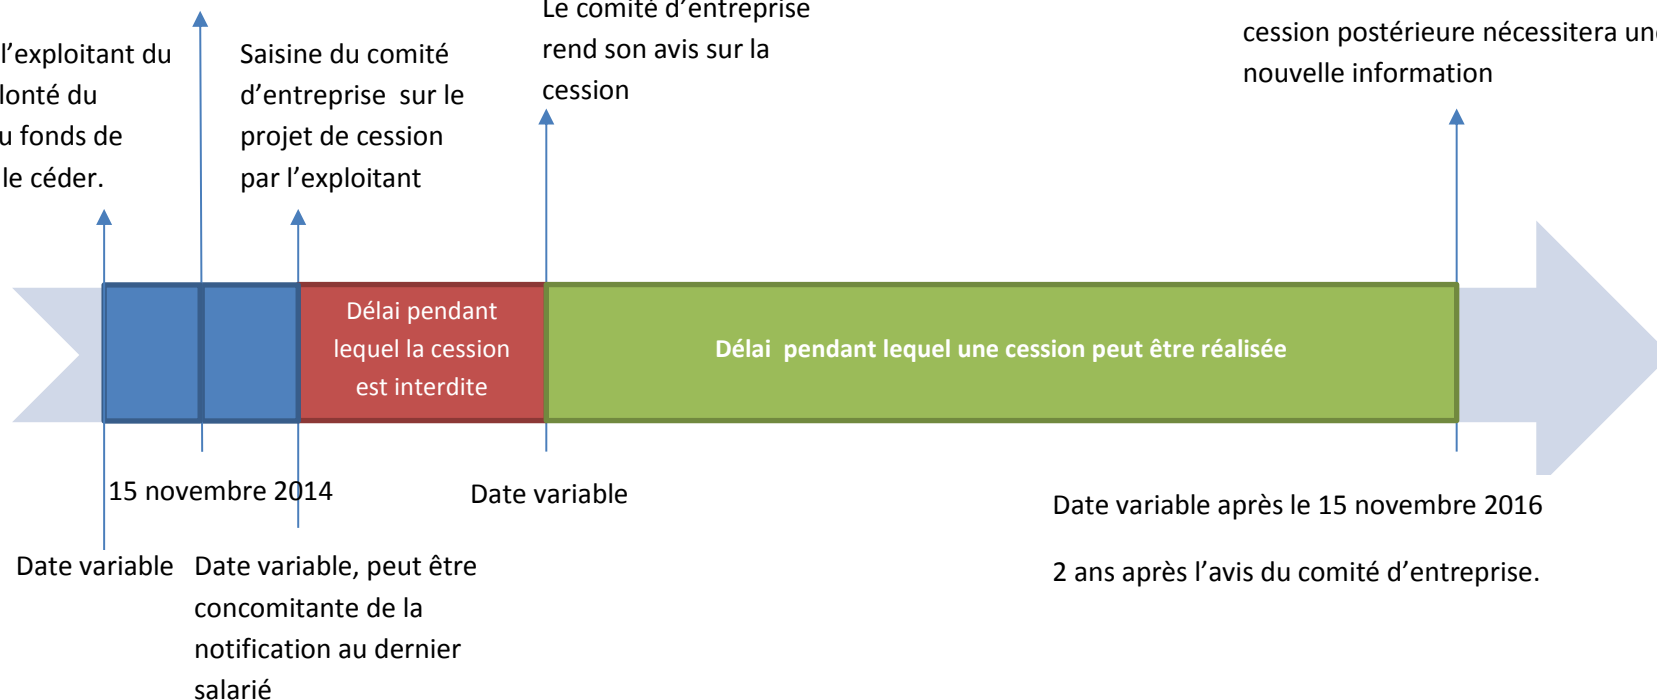 l’exploitant du
lonté du
u fonds de
le céder.
Saisine du comité
d’entreprise sur le
projet de cession
par l’exploitant
Le comité d’entreprise
rend son avis sur la
cession
cession postérieure nécessitera une
nouvelle information
Délai pendant
lequel la cession
est interdite
Délai pendant lequel une cession peut être réalisée
15 novembre 2014
Date variable
Date variable après le 15 novembre 2016
2 ans après l’avis du comité d’entreprise.
Date variable
Date variable, peut être
concomitante de la
notification au dernier
salarié